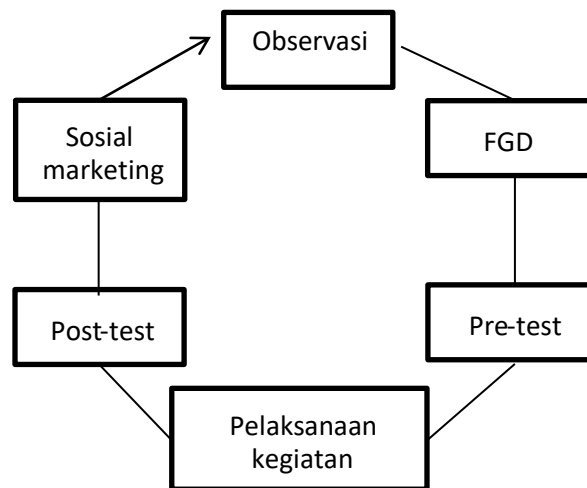 Observasi
FGD
Pre-test
Pelaksanaan
kegiatan
Post-test
Sosial
marketing